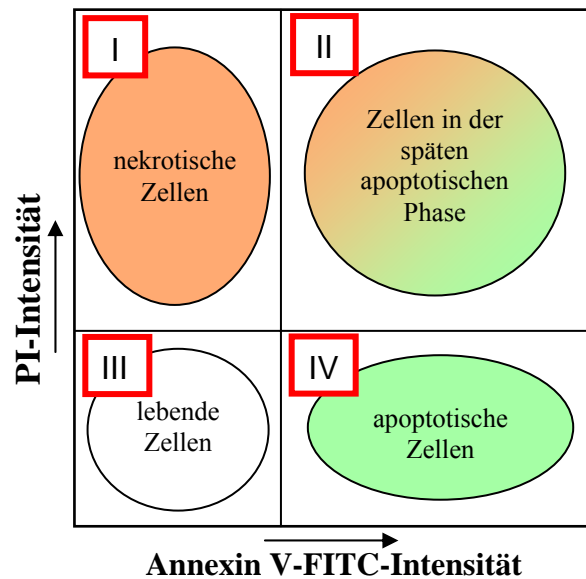 I
nekrotische
Zellen
II
Zellen in der
späten
apoptotischen
Phase
III
lebende
Zellen
IV
apoptotische
Zellen
PI-Intensität
Annexin V-FITC-Intensität